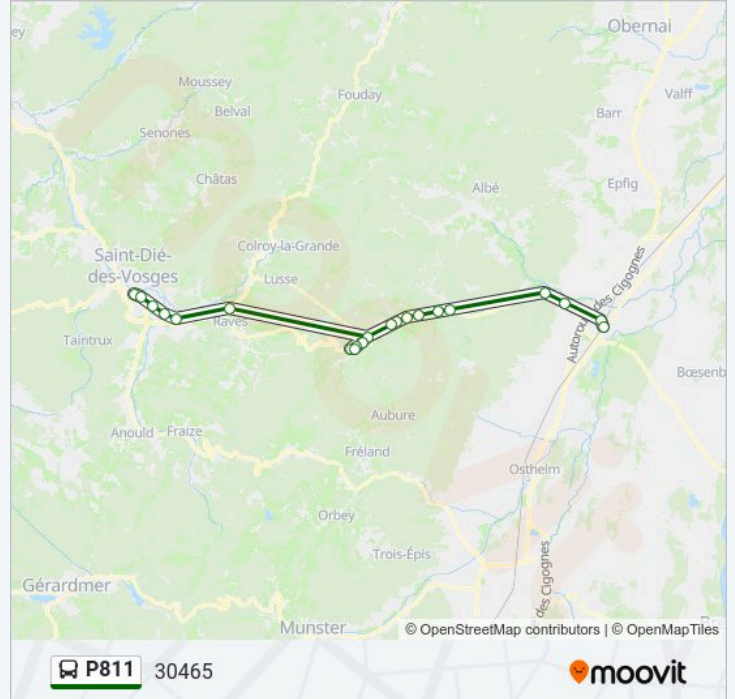 Obernai
ey
Moussey
Valff
Fouday
Belval
Barr
Senones
Châtas
Albé
Epfig
Colroy-la-Grande
Saint-Dié-
des-Vosges
Lusse
Autorou
des Cigognes
Raves
Taintrux
Bœsenb
Aubure
Anould
Fraize
Fréland
Ostheim
Orbey
Trois-Épis
des Cigognes
Gérardmer
Munster
© OpenStreetMap contributors | © OpenMapTiles
P811 30465
moovit